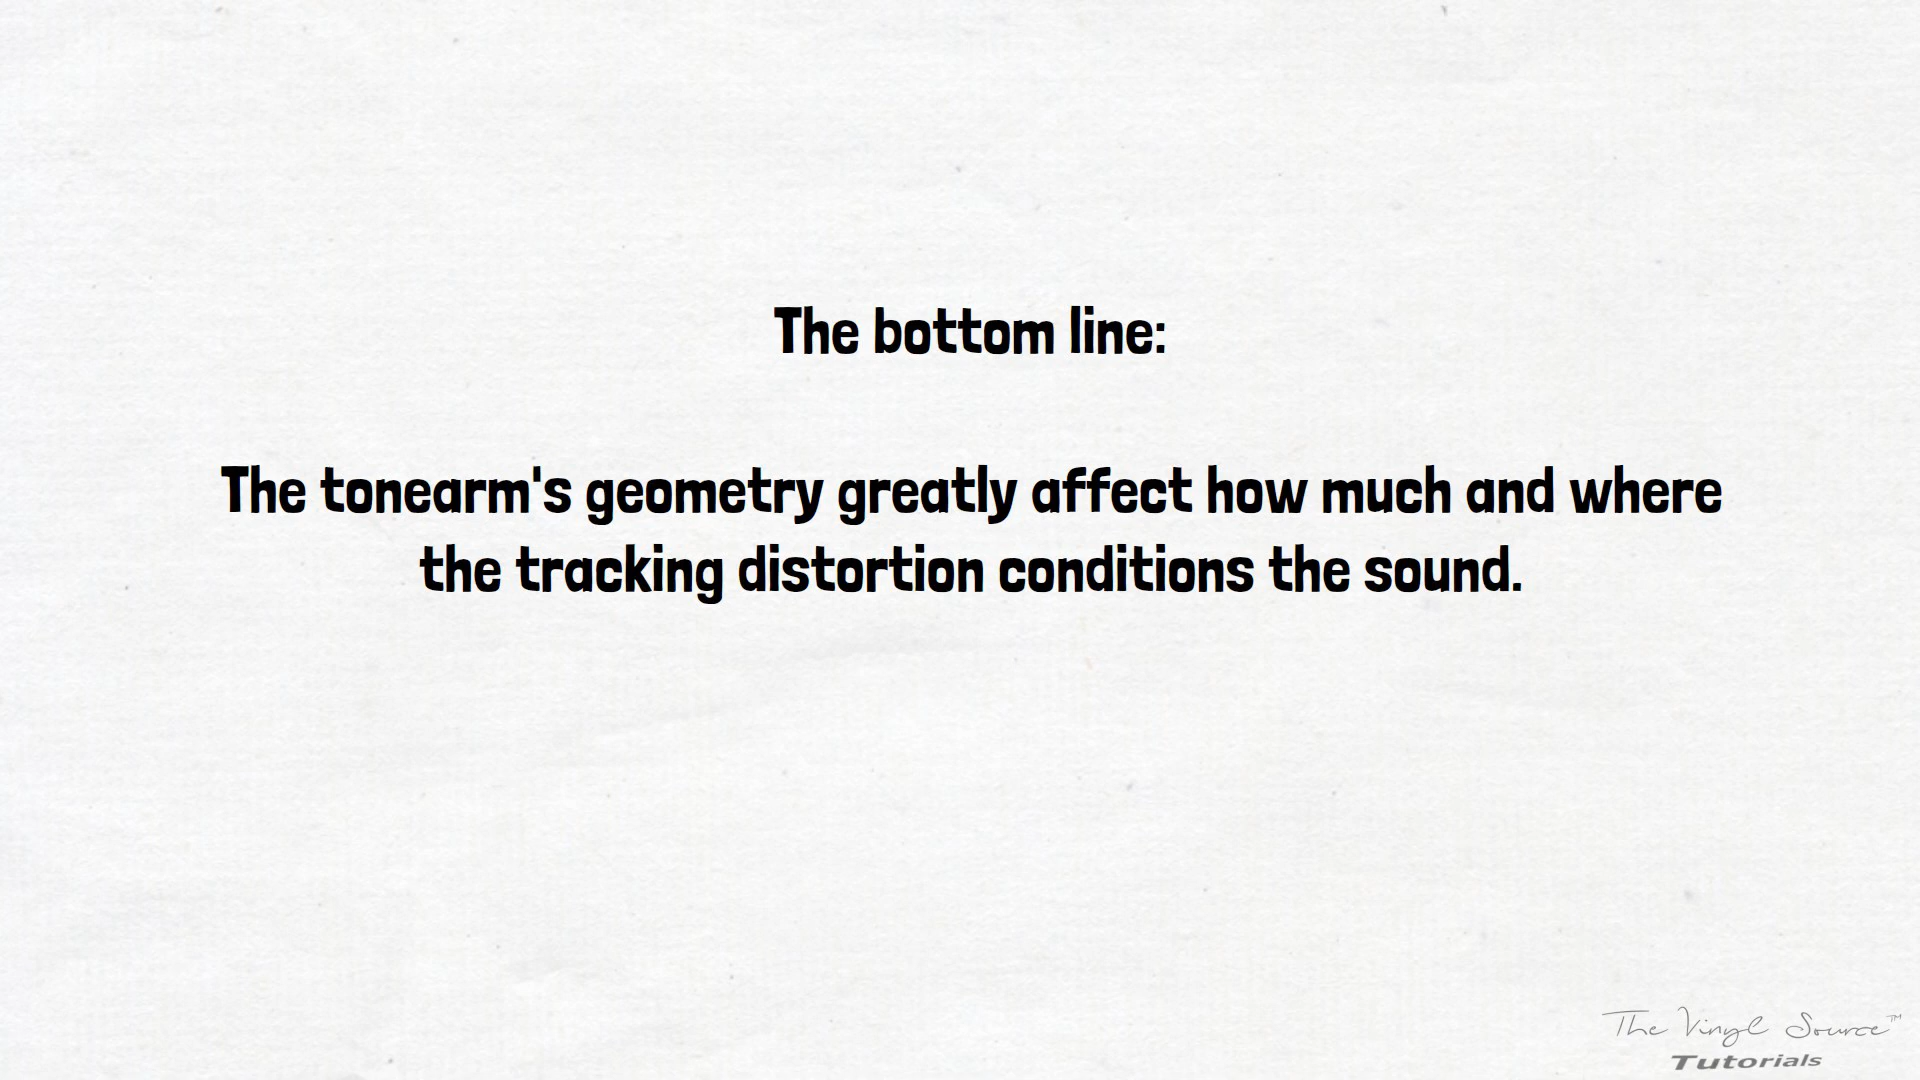 The bottom line:
The tonearm's geometry greatly affect how much and where
the tracking distortion conditions the sound.
The Vinyl Source™
Tutorials